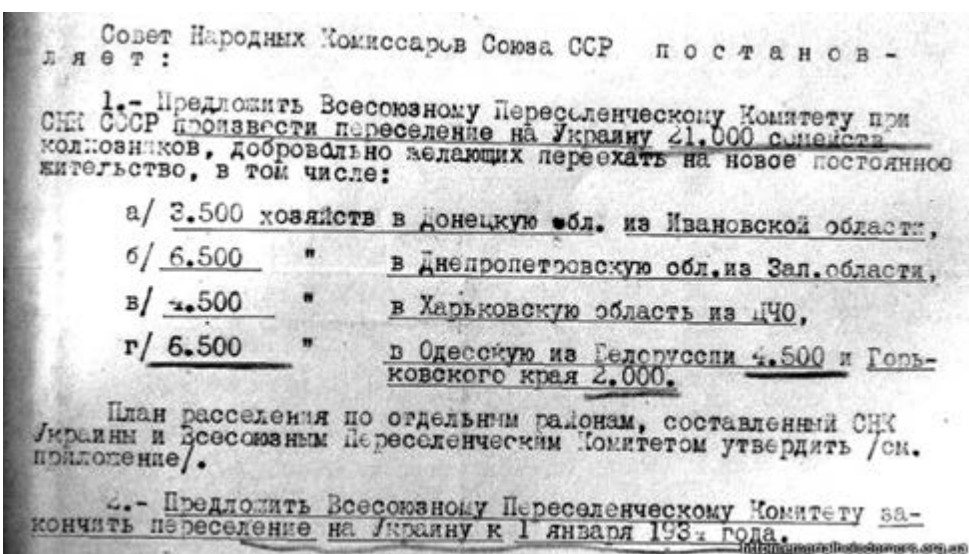 Совет Народных Комиссаров Союза ССР п о с т а н о в -
л я е т :
1.- Предложить Всесоюзному Переселенческому Комитету при
СНК СССР произвести переселение на Украину 21.000 семейств
колхозников, добровольно желающих переехать на новое постоянное
жительство, в том числе:
а/ 3.500 хозяйств в Донецкую обл. из Ивановской области,
б/ 6.500 " в Днепропетровскую обл.из Зап.области,
в/ 4.500 " в Харьковскую область из ЦЧО,
г/ 6.500 " в Одесскую из Белоруссии 4.500 и Горь-
ковского края 2.000.
План расселения по отдельным районам, составленный СНК
Украины и Всесоюзным Переселенческим Комитетом утвердить /см.
приложение/.
2.- Предложить Всесоюзному Переселенческому Комитету за-
кончить переселение на Украину к 1 января года.